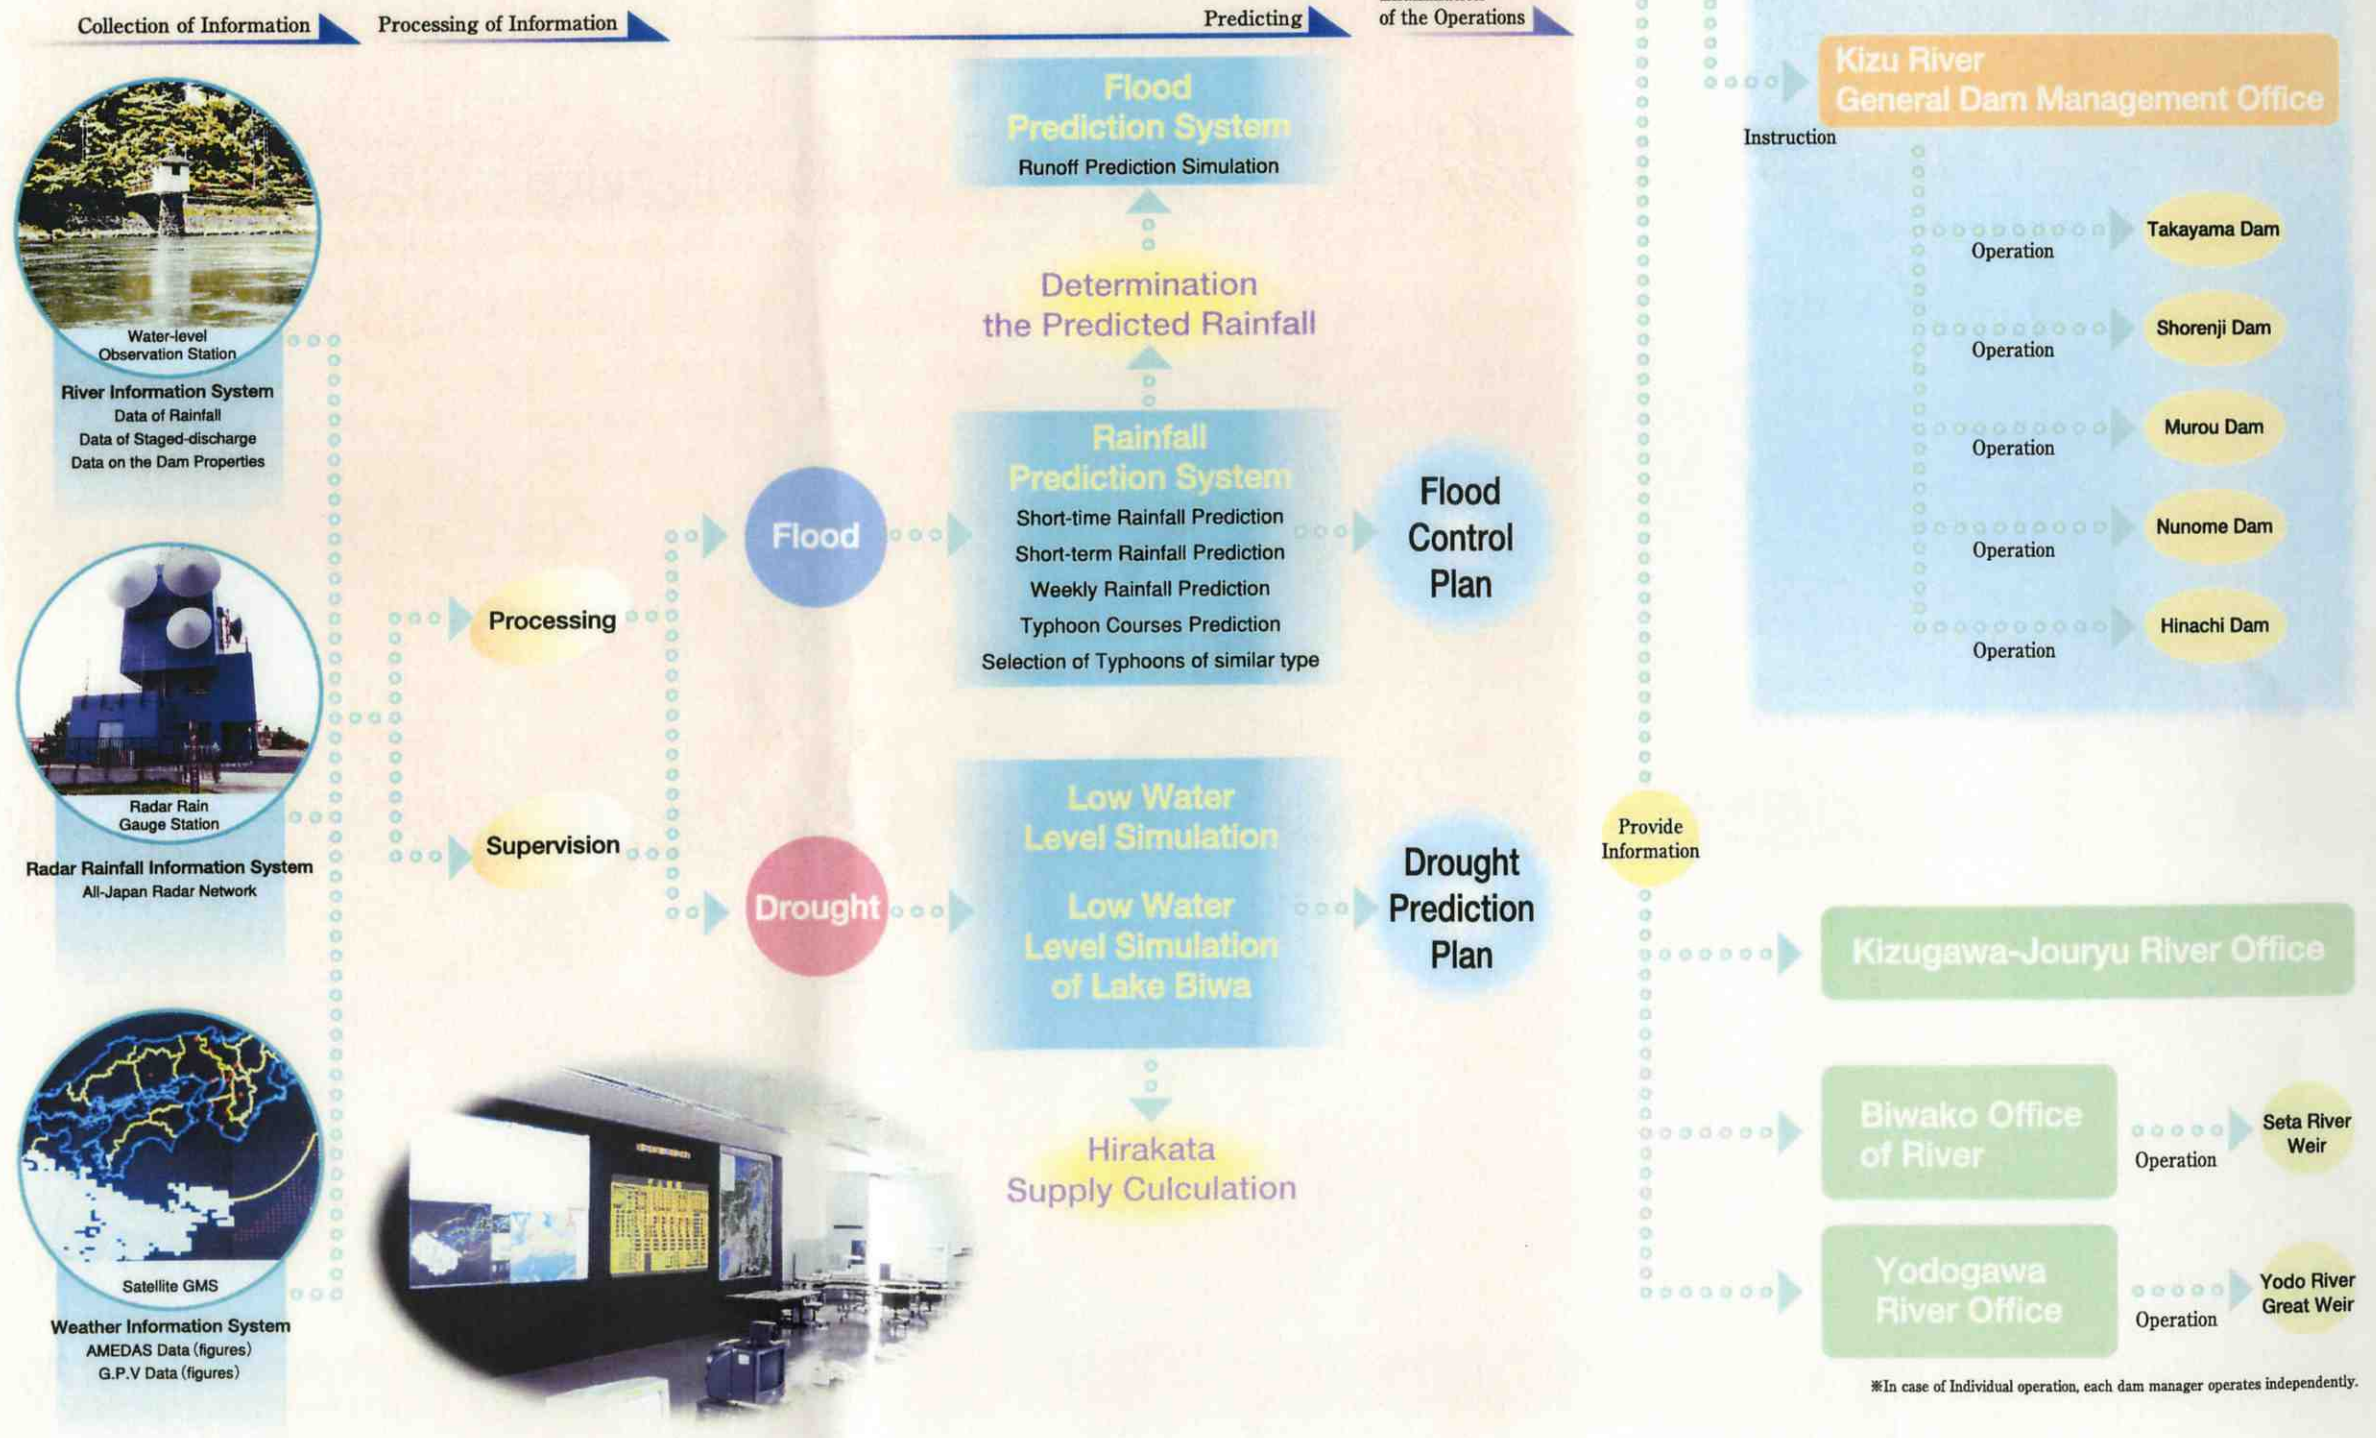 Collection of Information
Processing of Information
Predicting
of the Operations
Water-level
Observation Station
River Information System
Data of Rainfall
Data of Staged-discharge
Data on the Dam Properties
Radar Rain
Gauge Station
Radar Rainfall Information System
All-Japan Radar Network
Satellite GMS
Weather Information System
AMEDAS Data (figures)
G.P.V Data (figures)
Processing
Supervision
Flood
Drought
Flood
Prediction System
Runoff Prediction Simulation
Determination
the Predicted Rainfall
Rainfall
Prediction System
Short-time Rainfall Prediction
Short-term Rainfall Prediction
Weekly Rainfall Prediction
Typhoon Courses Prediction
Selection of Typhoons of similar type
Low Water
Level Simulation
Low Water
Level Simulation
of Lake Biwa
Hirakata
Supply Culculation
Flood
Control
Plan
Drought
Prediction
Plan
Kizu River
General Dam Management Office
Instruction
Operation
Takayama Dam
Operation
Shorenji Dam
Operation
Murou Dam
Operation
Nunome Dam
Operation
Hinachi Dam
Provide
Information
Kizugawa-Jouryu River Office
Biwako Office
of River
Operation
Seta River
Weir
Yodogawa
River Office
Operation
Yodo River
Great Weir
※In case of Individual operation, each dam manager operates independently.